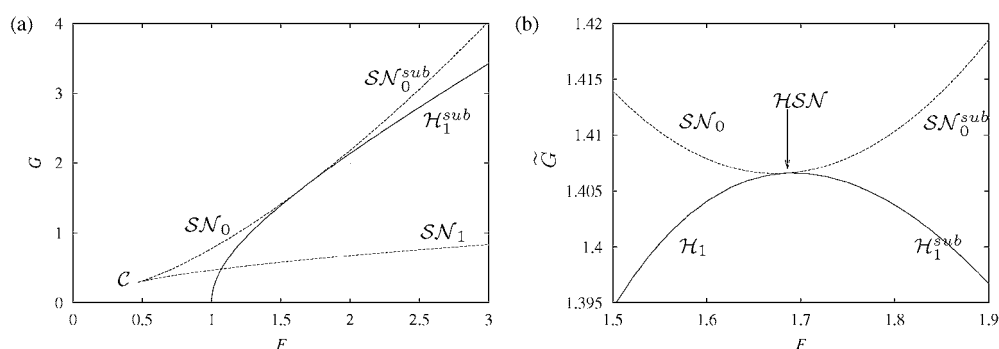 (a)
4
3
2
1
0
G
0
0.5
1
1.5
2
2.5
3
F
SN₀ˢᵘᵇ
H₁ˢᵘᵇ
SN₀
SN₁
C
(b)
1.42
1.415
1.41
1.405
1.4
1.395
G̃
1.5
1.6
1.7
1.8
1.9
F
HSN
SN₀
SN₀ˢᵘᵇ
H₁
H₁ˢᵘᵇ